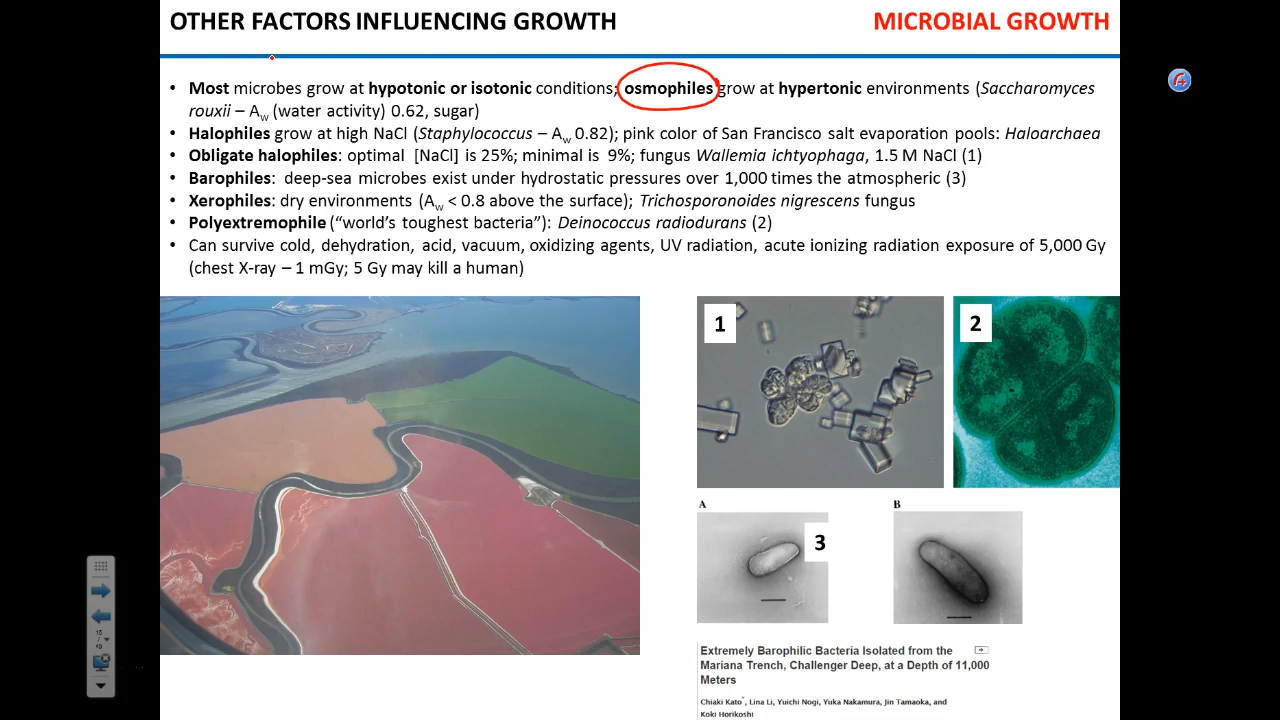 OTHER FACTORS INFLUENCING GROWTH
MICROBIAL GROWTH
• Most microbes grow at hypotonic or isotonic conditions; osmophiles grow at hypertonic environments (Saccharomyces
rouxii – Aw (water activity) 0.62, sugar)
• Halophiles grow at high NaCl (Staphylococcus – Aw 0.82); pink color of San Francisco salt evaporation pools: Haloarchaea
• Obligate halophiles: optimal [NaCl] is 25%; minimal is 9%; fungus Wallemia ichtyophaga, 1.5 M NaCl (1)
• Barophiles: deep-sea microbes exist under hydrostatic pressures over 1,000 times the atmospheric (3)
• Xerophiles: dry environments (Aw < 0.8 above the surface); Trichosporonoides nigrescens fungus
• Polyextremophile (“world’s toughest bacteria”): Deinococcus radiodurans (2)
• Can survive cold, dehydration, acid, vacuum, oxidizing agents, UV radiation, acute ionizing radiation exposure of 5,000 Gy
(chest X-ray – 1 mGy; 5 Gy may kill a human)
1
2
A
B
3
15
/
Extremely Barophilic Bacteria Isolated from the
Mariana Trench, Challenger Deep, at a Depth of 11,000
Meters
Chiaki Kato*, Lina Li, Yuichi Nogi, Yuka Nakamura, Jin Tamaoka, and
Koki Horikoshi